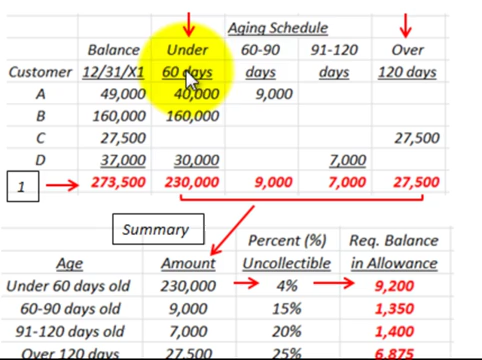 Aging Schedule
Balance Under 60-90 91-120 Over
Customer 12/31/X1 60 days days days 120 days
A 49,000 40,000 9,000
B 160,000 160,000
C 27,500 27,500
D 37,000 30,000 7,000
1 273,500 230,000 9,000 7,000 27,500
Summary
Percent (%) Req. Balance
Age Amount Uncollectible in Allowance
Under 60 days old 230,000 4% 9,200
60-90 days old 9,000 15% 1,350
91-120 days old 7,000 20% 1,400
Over 120 days 27,500 25% 6,875